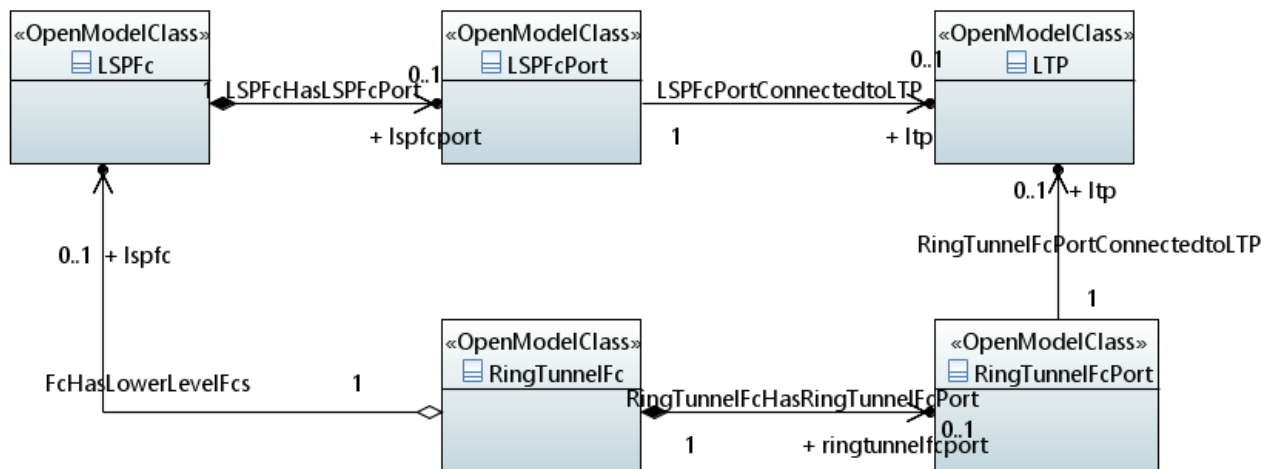 «OpenModelClass»
LSPFc
«OpenModelClass»
LSPFcPort
«OpenModelClass»
LTP
1
LSPFcHasLSPFcPort
0..1
+ lspfcport
LSPFcPortConnectedtoLTP
1
0..1
+ ltp
0..1
+ ltp
RingTunnelFcPortConnectedtoLTP
1
0..1
+ lspfc
FcHasLowerLevelFcs
1
«OpenModelClass»
RingTunnelFc
RingTunnelFcHasRingTunnelFcPort
1
+ ringtunnelfcport
0..1
«OpenModelClass»
RingTunnelFcPort